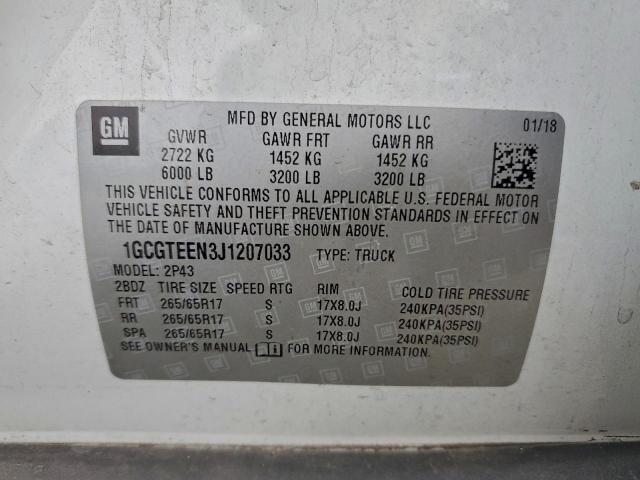 GM
MFD BY GENERAL MOTORS LLC 01/18
GVWR GAWR FRT GAWR RR
2722 KG 1452 KG 1452 KG
6000 LB 3200 LB 3200 LB
THIS VEHICLE CONFORMS TO ALL APPLICABLE U.S. FEDERAL MOTOR
VEHICLE SAFETY AND THEFT PREVENTION STANDARDS IN EFFECT ON
THE DATE OF MANUFACTURE SHOWN ABOVE.
1GCGTEEN3J1207033 TYPE: TRUCK
MODEL: 2P43
2BDZ TIRE SIZE SPEED RTG RIM COLD TIRE PRESSURE
FRT 265/65R17 S 17X8.0J 240KPA(35PSI)
RR 265/65R17 S 17X8.0J 240KPA(35PSI)
SPA 265/65R17 S 17X8.0J 240KPA(35PSI)
SEE OWNER'S MANUAL FOR MORE INFORMATION.